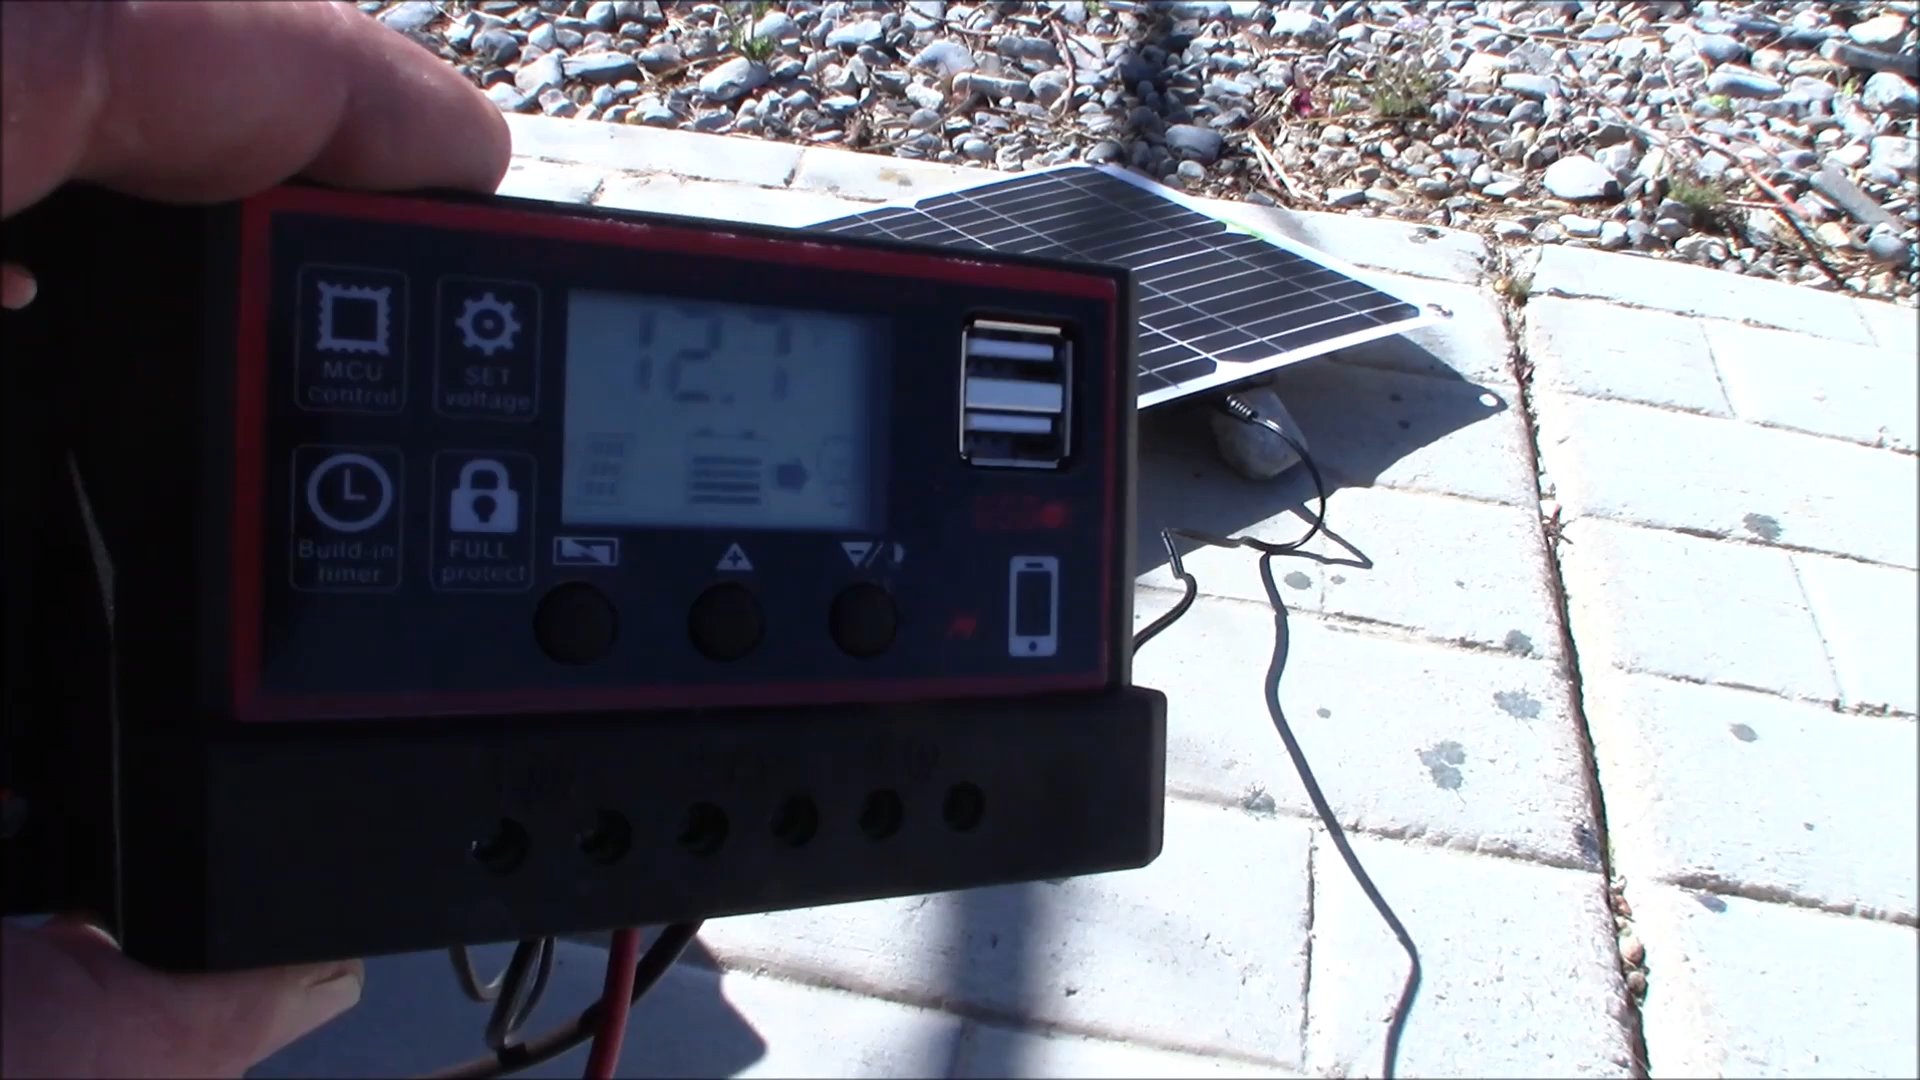 MCU
control
SET
voltage
12.7
Build-in
timer
FULL
protect